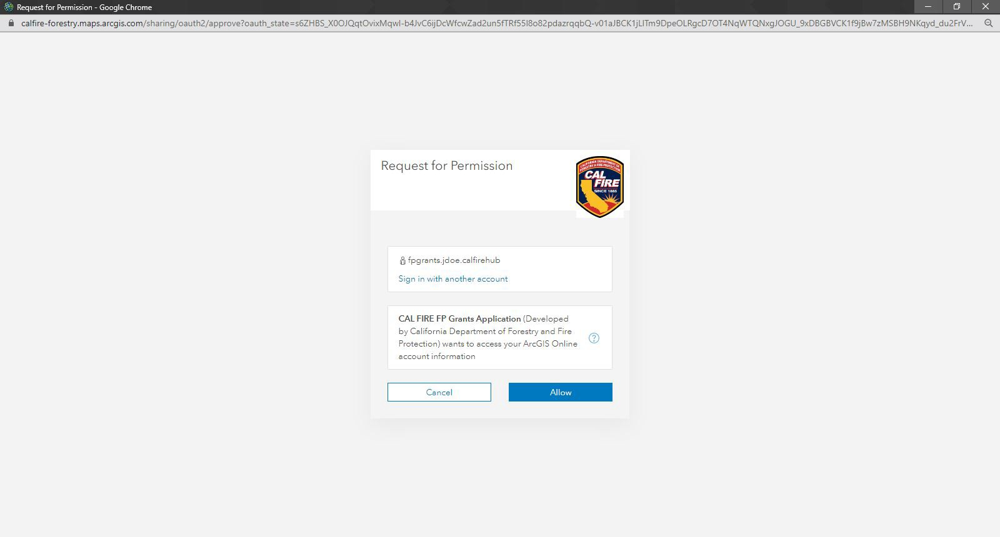 Request for Permission - Google Chrome
calfire-forestry.maps.arcgis.com/sharing/oauth2/approve?oauth_state=s6ZHBS_X0OJQqtOvixMqwI-b4JvC6ijDcWfcwZad2un5fTRf55I8o82pdazrqqbQ-v01aJBCK1jLITm9DpeOLRgcD7OT4NqWTQNxgJOGU_9xDBGBVCK1f9jBw7zMSBH9NKqyd_du2FrV...
Request for Permission
CALIFORNIA DEPARTMENT OF
FORESTRY & FIRE PROTECTION
CAL
FIRE
SINCE 1885
fpgrants.jdoe.calfirehub
Sign in with another account
CAL FIRE FP Grants Application (Developed
by California Department of Forestry and Fire
Protection) wants to access your ArcGIS Online
account information
?
Cancel
Allow